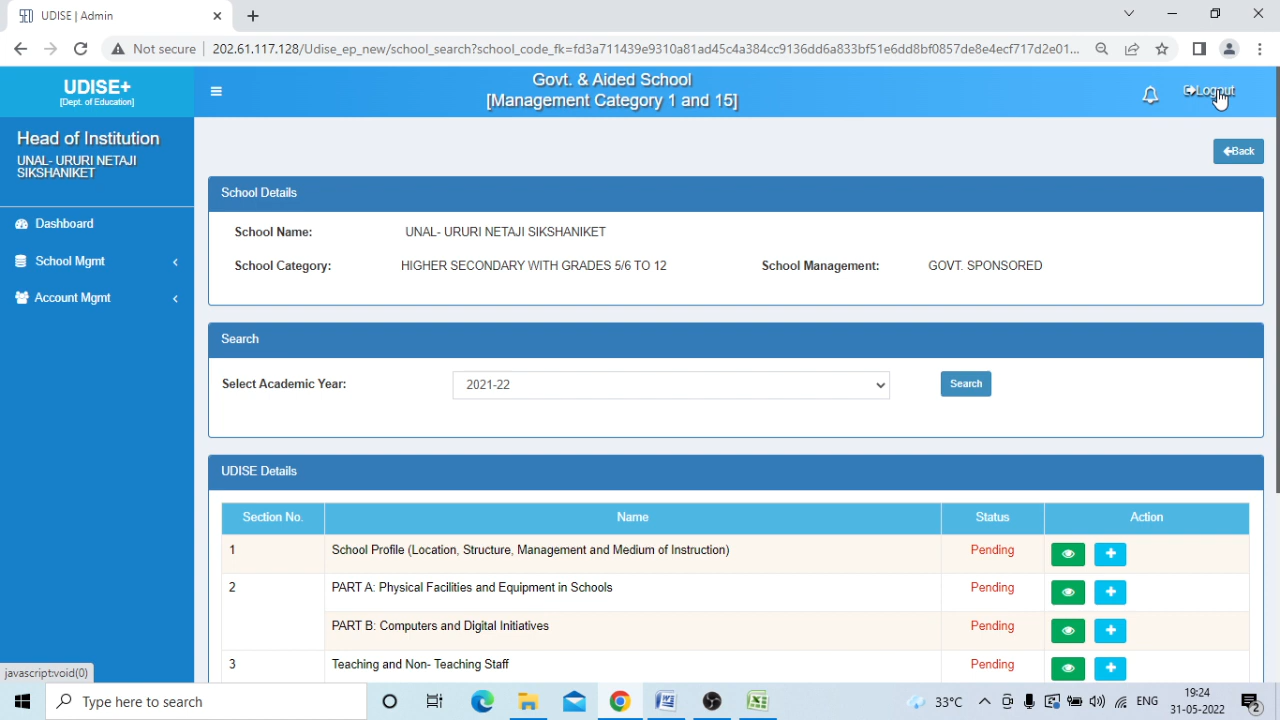 UDISE | Admin
Not secure
202.61.117.128/Udise_ep_new/school_search?school_code_fk=fd3a711439e9310a81ad45c4a384cc9136dd6a833bf51e6dd8bf0857de8e4ecf717d2e01...
UDISE+
[Dept. of Education]
Govt. & Aided School
[Management Category 1 and 15]
Logout
Head of Institution
UNAL- URURI NETAJI
SIKSHANIKET
Back
School Details
Dashboard
School Name: UNAL- URURI NETAJI SIKSHANIKET
School Mgmt
School Category: HIGHER SECONDARY WITH GRADES 5/6 TO 12 School Management: GOVT. SPONSORED
Account Mgmt
Search
Select Academic Year: 2021-22 Search
UDISE Details
Section No. Name Status Action
1 School Profile (Location, Structure, Management and Medium of Instruction) Pending
2 PART A: Physical Facilities and Equipment in Schools Pending
PART B: Computers and Digital Initiatives Pending
3 Teaching and Non- Teaching Staff Pending
javascript:void(0)
Type here to search
33°C
ENG
19:24
31-05-2022
2